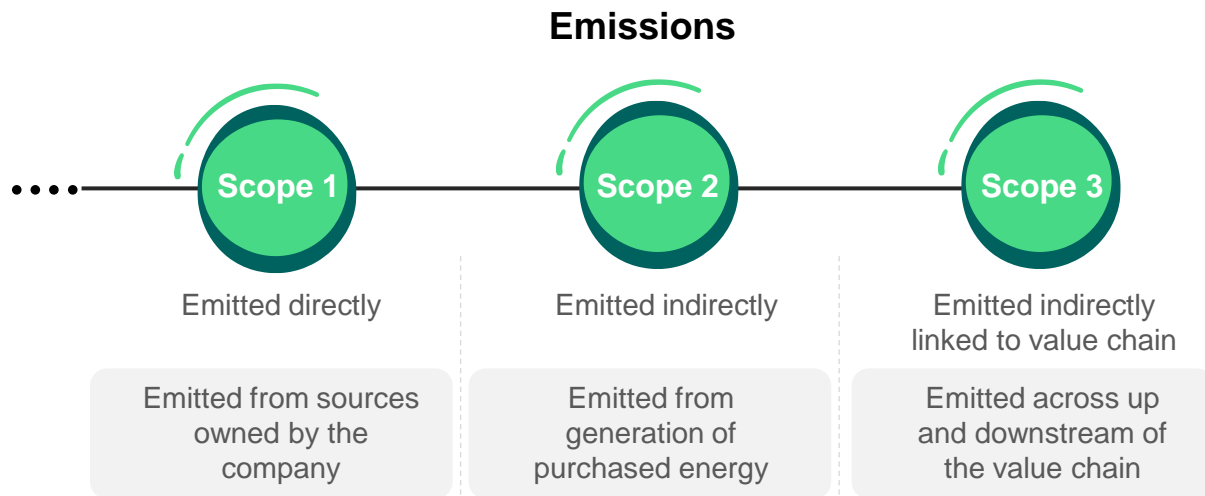 Emissions
Scope 1
Scope 2
Scope 3
Emitted directly
Emitted indirectly
Emitted indirectly
linked to value chain
Emitted from sources
owned by the
company
Emitted from
generation of
purchased energy
Emitted across up
and downstream of
the value chain